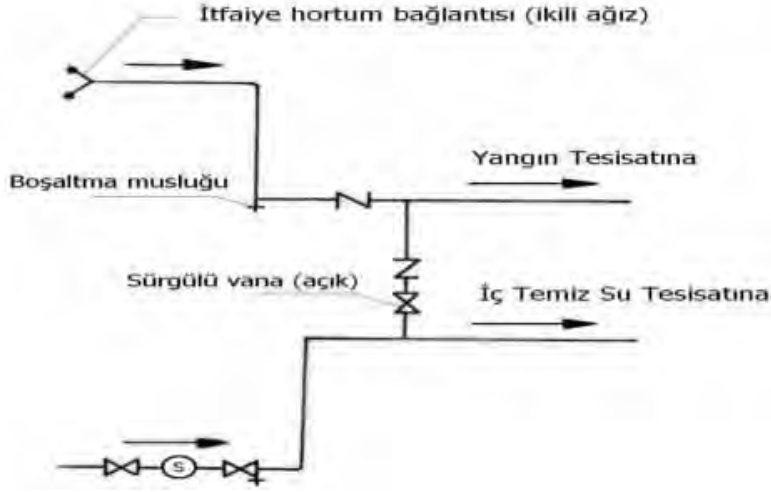 İtfaiye hortum bağlantısı (ikili ağız)
Yangın Tesisatına
Boşaltma musluğu
Sürgülü vana (açık)
İç Temiz Su Tesisatına
S